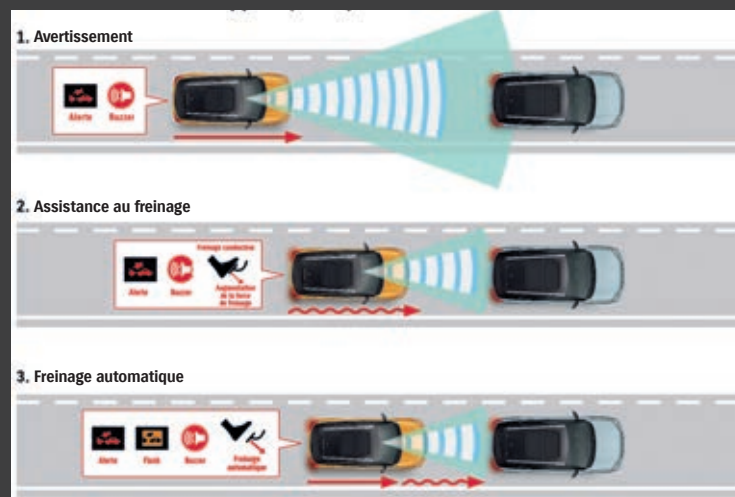 1. Avertissement
Alerte
Buzzer
2. Assistance au freinage
Freinage conducteur
Alerte
Buzzer
Augmentation
de la force
de freinage
3. Freinage automatique
Alerte
Flash
Buzzer
Freinage
automatique